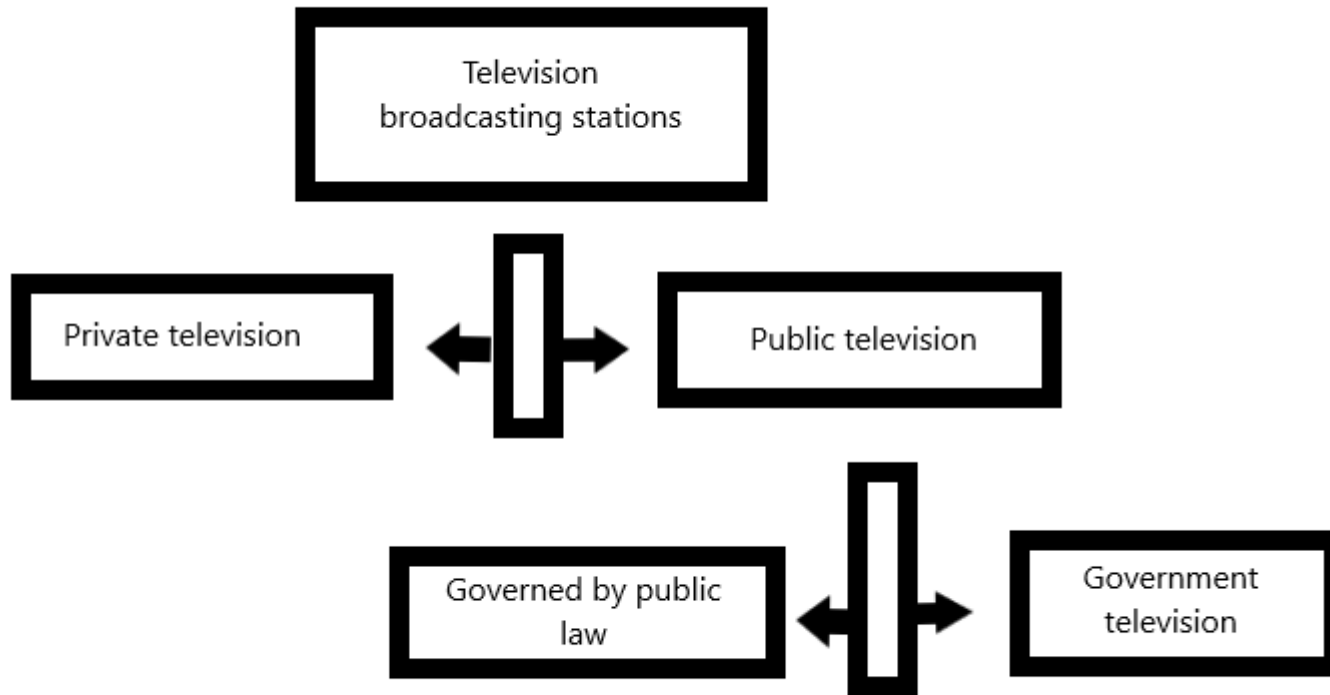 Television
broadcasting stations
Private television
Public television
Governed by public
law
Government
television